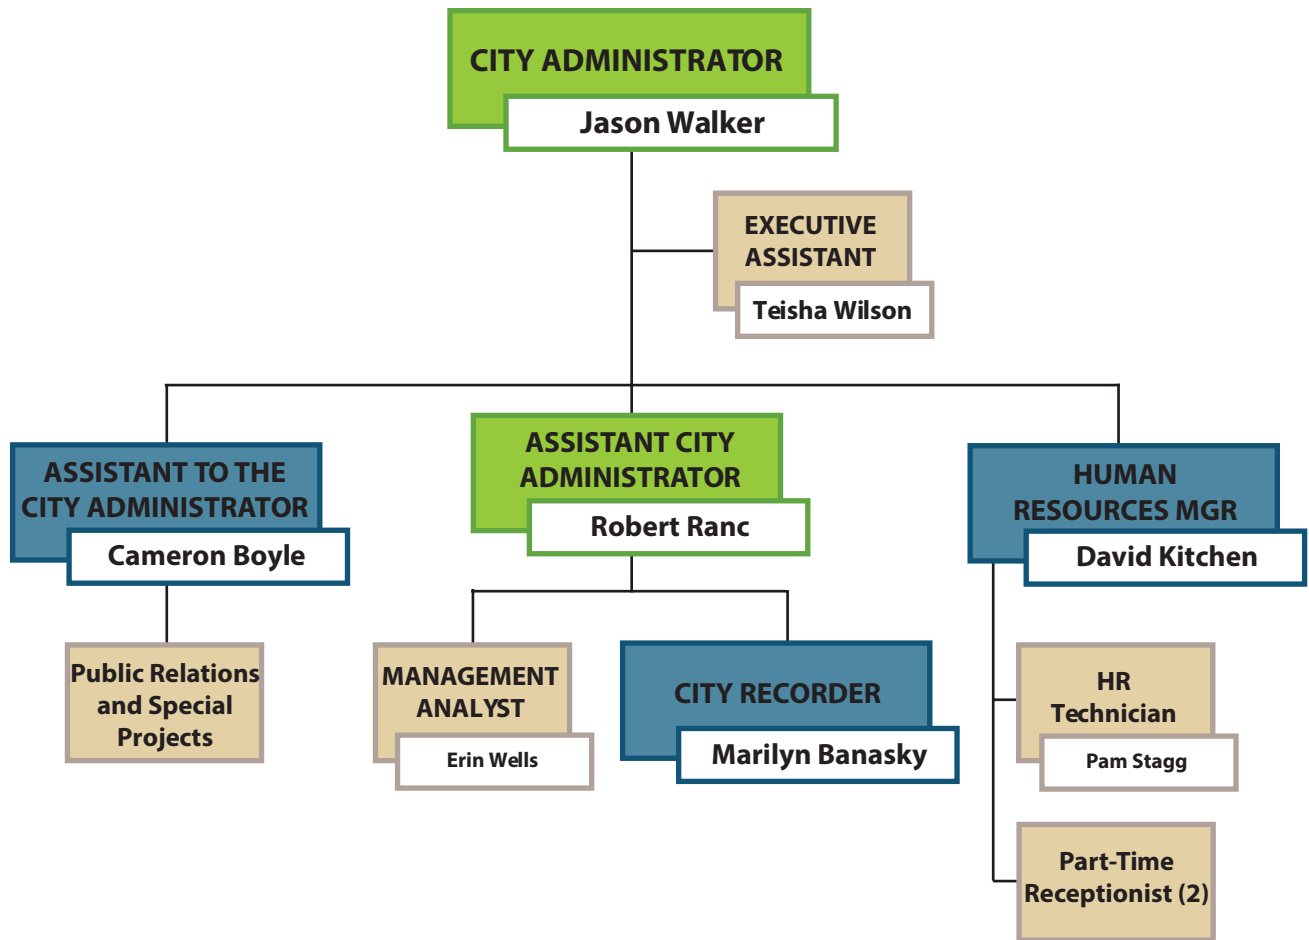 CITY ADMINISTRATOR
Jason Walker
EXECUTIVE
ASSISTANT
Teisha Wilson
ASSISTANT TO THE
CITY ADMINISTRATOR
Cameron Boyle
Public Relations
and Special
Projects
ASSISTANT CITY
ADMINISTRATOR
Robert Ranc
MANAGEMENT
ANALYST
Erin Wells
CITY RECORDER
Marilyn Banasky
HUMAN
RESOURCES MGR
David Kitchen
HR
Technician
Pam Stagg
Part-Time
Receptionist (2)